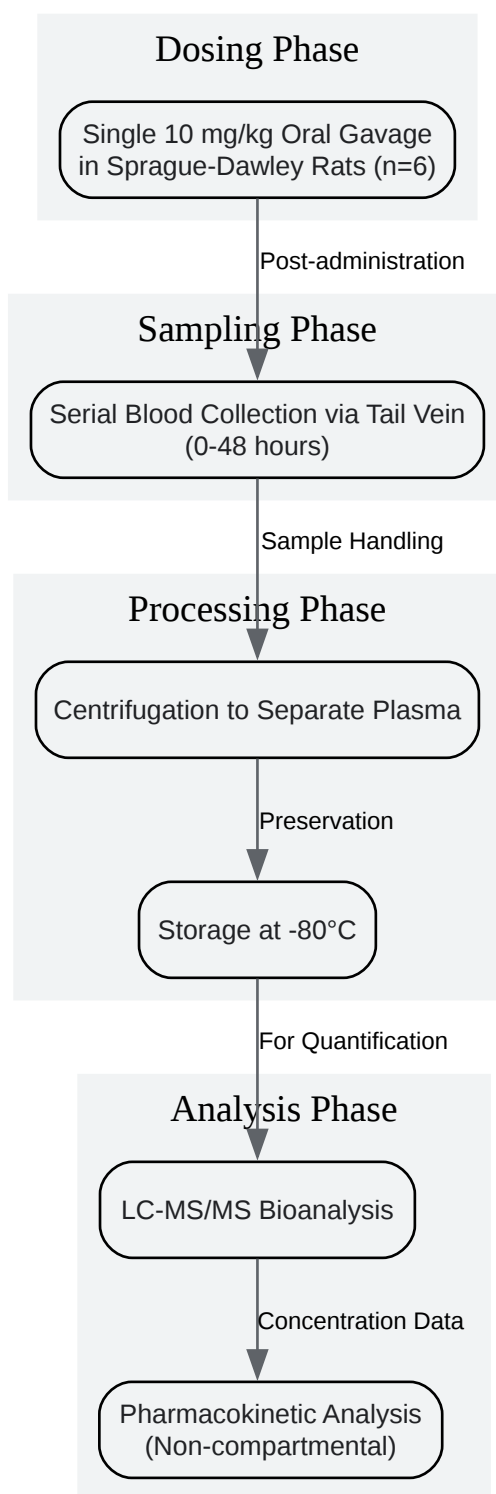 Dosing Phase
Single 10 mg/kg Oral Gavage
in Sprague-Dawley Rats (n=6)
Post-administration
Sampling Phase
Serial Blood Collection via Tail Vein
(0-48 hours)
Sample Handling
Processing Phase
Centrifugation to Separate Plasma
Preservation
Storage at -80°C
For Quantification
Analysis Phase
LC-MS/MS Bioanalysis
Concentration Data
Pharmacokinetic Analysis
(Non-compartmental)